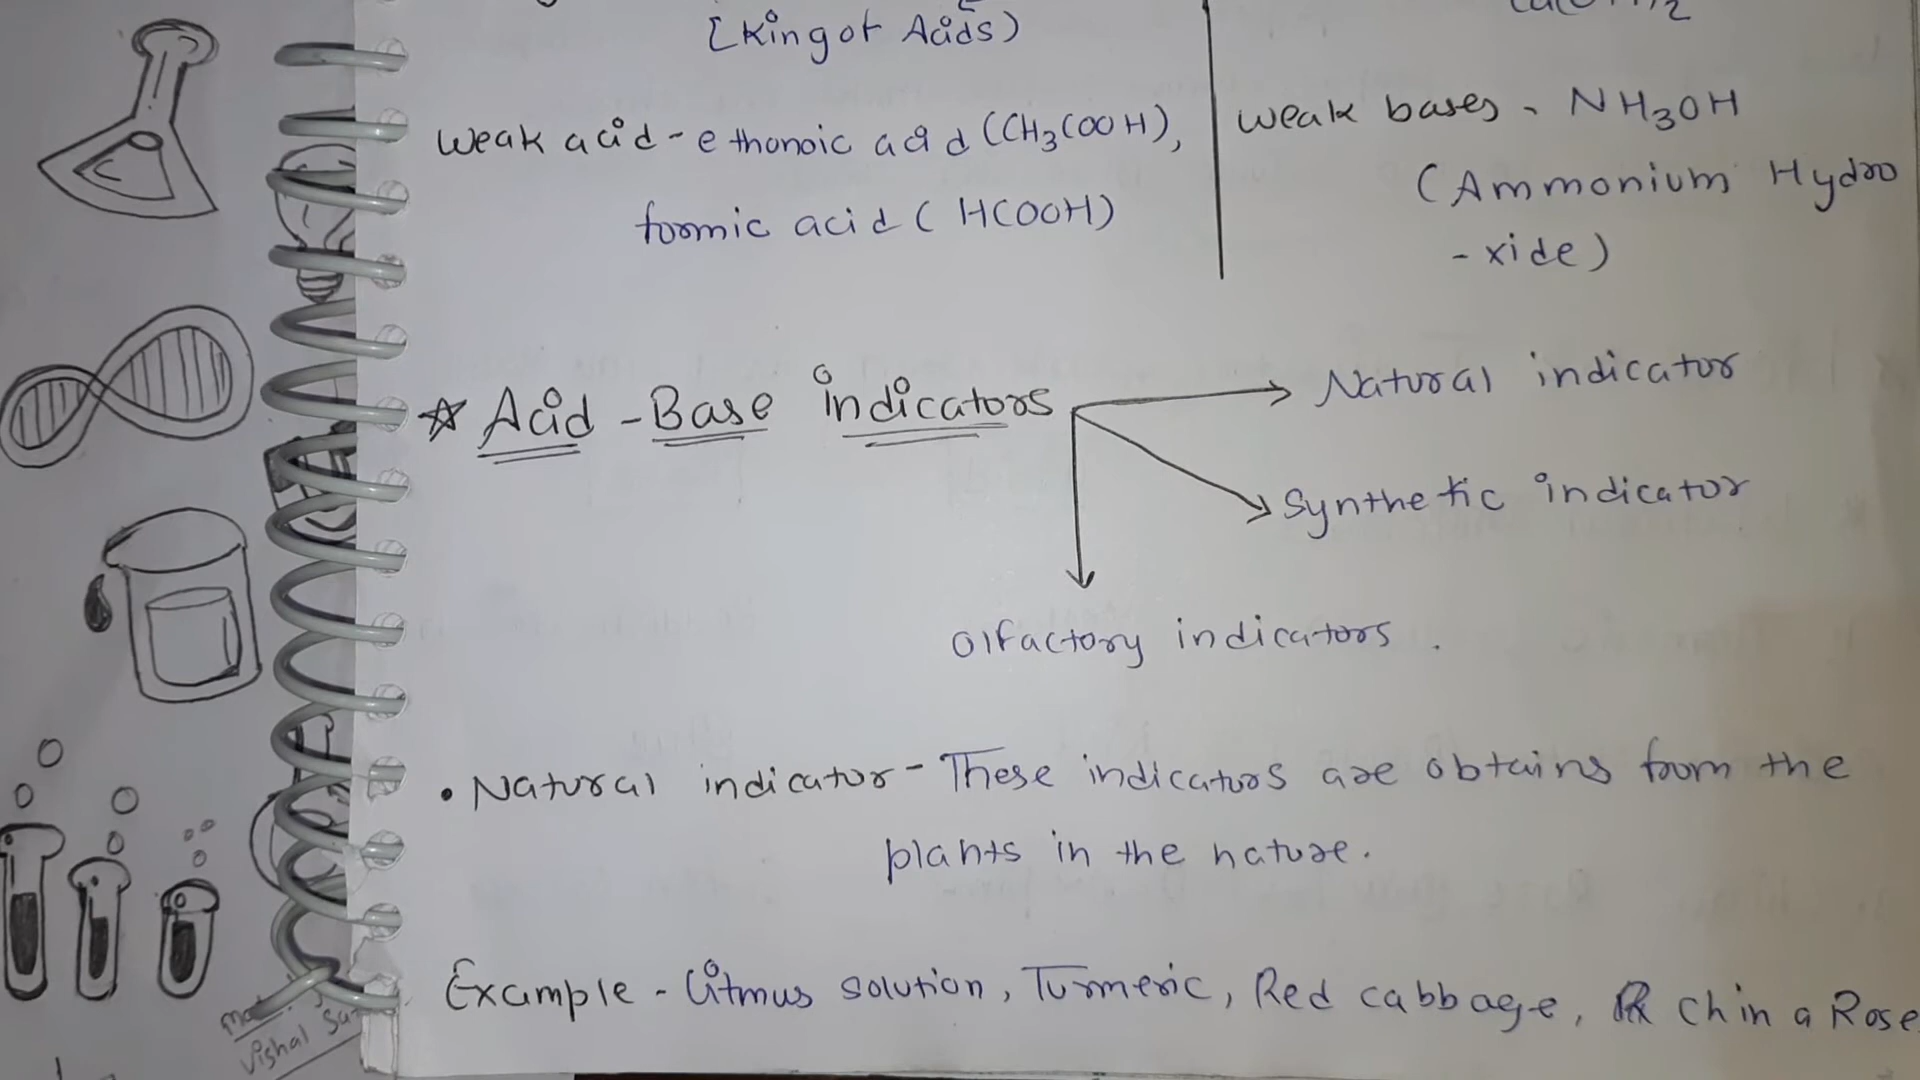 [King of Acids)
weak acid - ethonoic acid (CH3COOH),
formic acid ( HCOOH)
weak bases - NH3OH
(Ammonium Hydro
- xide)
☆ Acid - Base indicators
Natural indicator
Synthetic indicator
Olfactory indicators .
• Natural indicator - These indicators are obtains from the
plants in the nature.
Example - Litmus solution, Turmeric, Red cabbage, China Rose
Vishal